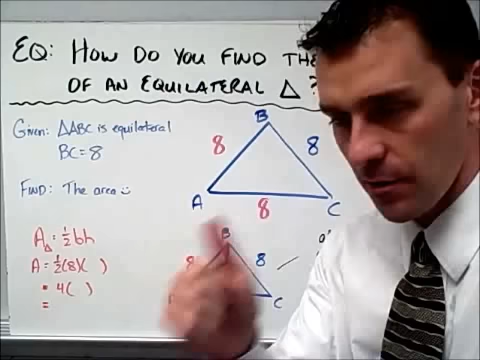 EQ: HOW DO YOU FIND THE
OF AN EQUILATERAL △ ?
Given: △ABC is equilateral
BC = 8
FIND: The area ☺
B
8
8
A
8
C
A△ = ½bh
A = ½(8)( )
= 4( )
=
B
8
8
C